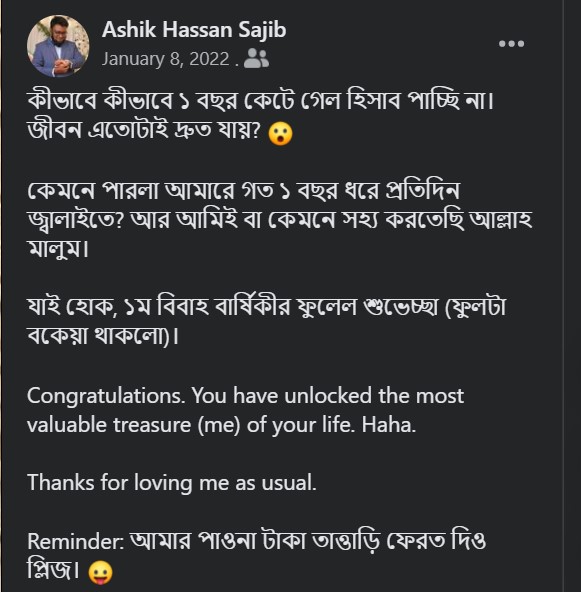 Ashik Hassan Sajib
January 8, 2022 .
কীভাবে কীভাবে ১ বছর কেটে গেল হিসাব পাচ্ছি না।
জীবন এতোটাই দ্রুত যায়? 😮
কেমনে পারলা আমারে গত ১ বছর ধরে প্রতিদিন
জ্বালাইতে? আর আমিই বা কেমনে সহ্য করতেছি আল্লাহ
মালুম।
যাই হোক, ১ম বিবাহ বার্ষিকীর ফুলেল শুভেচ্ছা (ফুলটা
বকেয়া থাকলো)।
Congratulations. You have unlocked the most
valuable treasure (me) of your life. Haha.
Thanks for loving me as usual.
Reminder: আমার পাওনা টাকা তাত্তাড়ি ফেরত দিও
প্লিজ। 😛